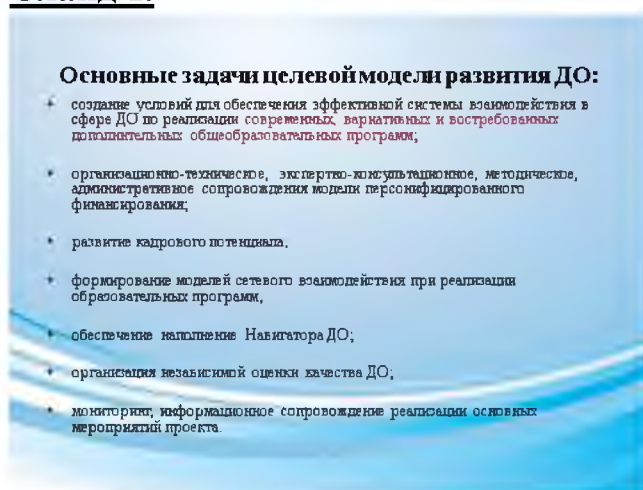 Основные задачи целевой модели развития ДО:
создание условий для обеспечения эффективной системы взаимодействия в
сфере ДО по реализации современных, вариативных и востребованных
дополнительных общеобразовательных программ;
организационно-техническое, экспертно-консультационное, методическое,
административное сопровождения модели персонифицированного
финансирования;
развитие кадрового потенциала;
формирование моделей сетевого взаимодействия при реализации
образовательных программ,
обеспечение наполнение Навигатора ДО;
организация независимой оценки качества ДО;
мониторинг, информационное сопровождение реализации основных
мероприятий проекта.